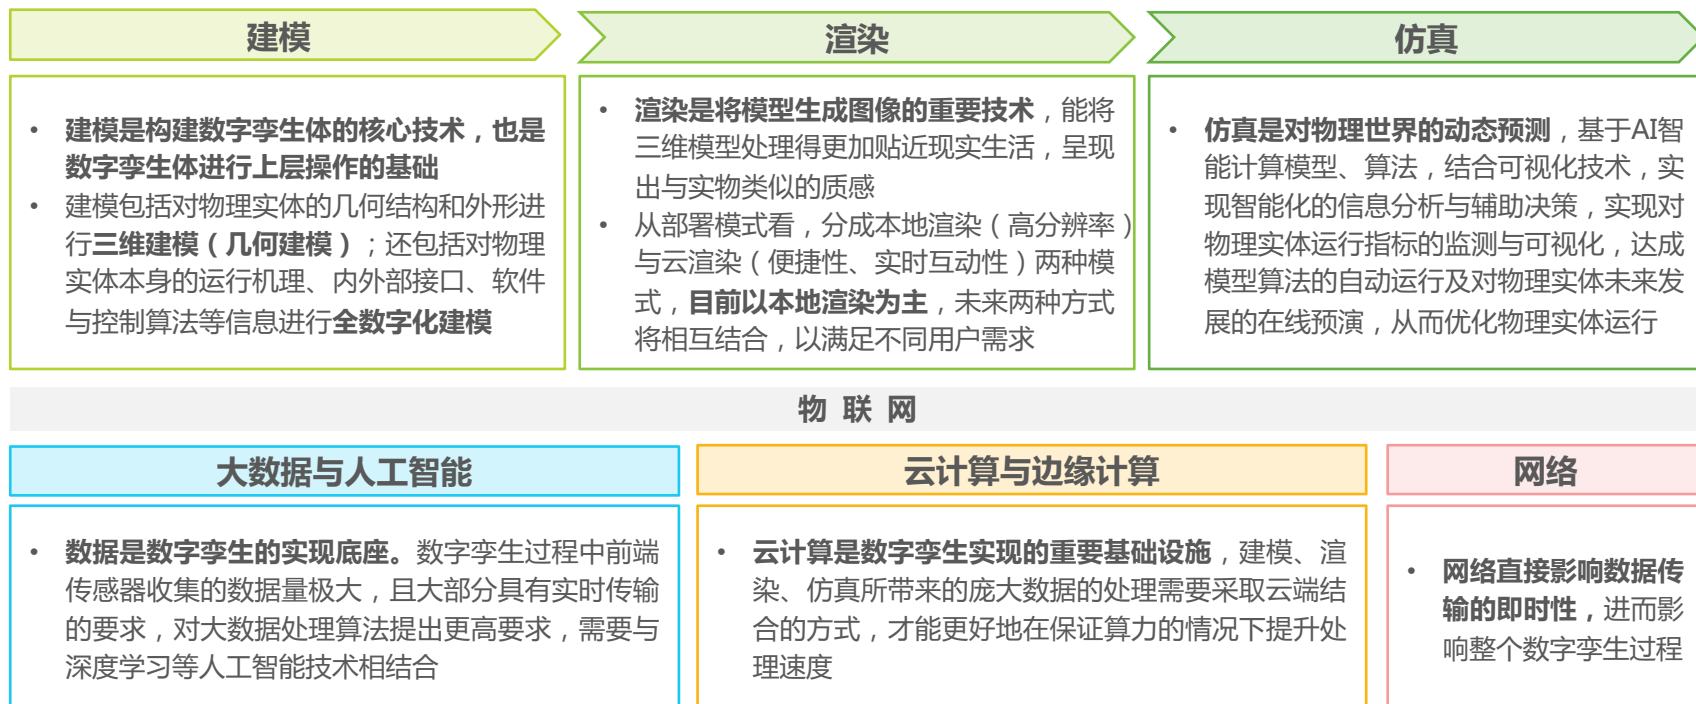 建模
渲染
仿真
• 建模是构建数字孪生体的核心技术，也是
数字孪生体进行上层操作的基础
• 建模包括对物理实体的几何结构和外形进
行三维建模（几何建模）；还包括对物理
实体本身的运行机理、内外部接口、软件
与控制算法等信息进行全数字化建模
• 渲染是将模型生成图像的重要技术，能将
三维模型处理得更加贴近现实生活，呈现
出与实物类似的质感
• 从部署模式看，分成本地渲染（高分辨率）
与云渲染（便捷性、实时互动性）两种模
式，目前以本地渲染为主，未来两种方式
将相互结合，以满足不同用户需求
• 仿真是对物理世界的动态预测，基于AI智
能计算模型、算法，结合可视化技术，实
现智能化的信息分析与辅助决策，实现对
物理实体运行指标的监测与可视化，达成
模型算法的自动运行及对物理实体未来发
展的在线预演，从而优化物理实体运行
物 联 网
大数据与人工智能
云计算与边缘计算
网络
• 数据是数字孪生的实现底座。数字孪生过程中前端
传感器收集的数据量极大，且大部分具有实时传输
的要求，对大数据处理算法提出更高要求，需要与
深度学习等人工智能技术相结合
• 云计算是数字孪生实现的重要基础设施，建模、渲
染、仿真所带来的庞大数据的处理需要采取云端结
合的方式，才能更好地在保证算力的情况下提升处
理速度
• 网络直接影响数据传
输的即时性，进而影
响整个数字孪生过程